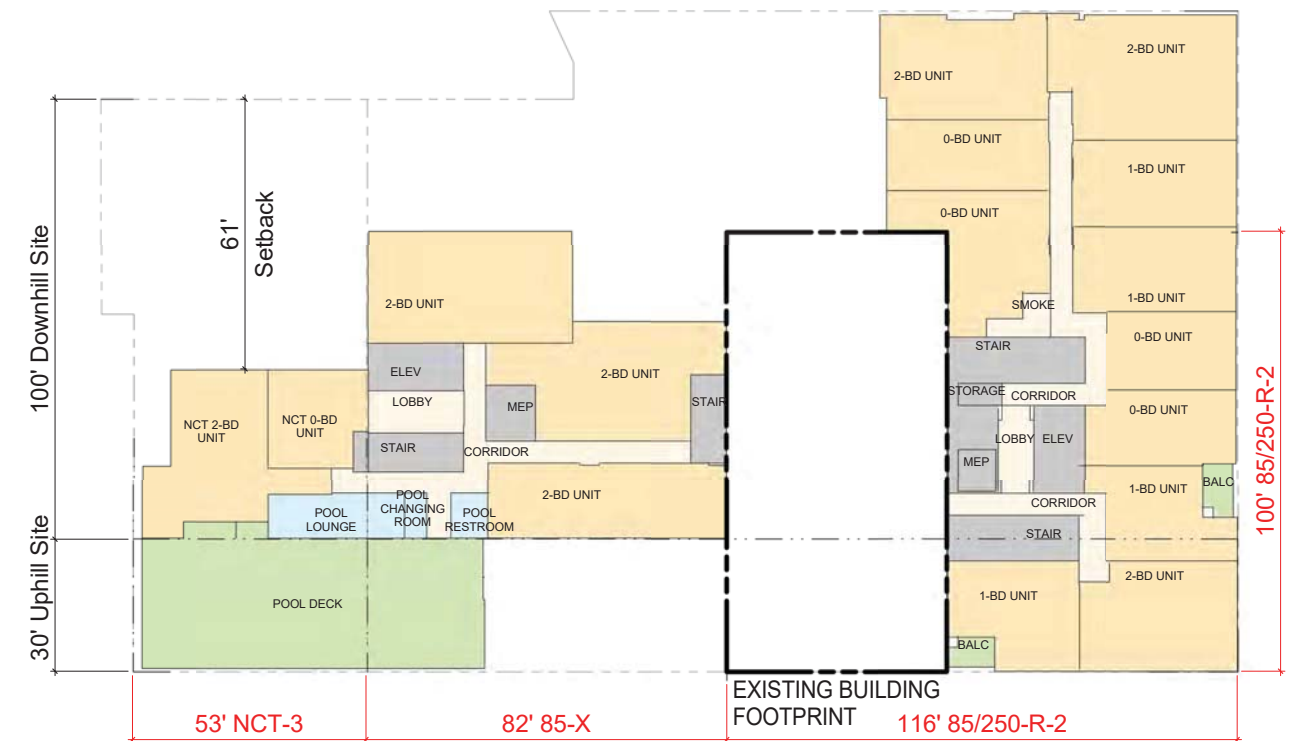 2-BD UNIT
2-BD UNIT
0-BD UNIT
1-BD UNIT
0-BD UNIT
61'
Setback
100' Downhill Site
2-BD UNIT
SMOKE
1-BD UNIT
STAIR
0-BD UNIT
ELEV
2-BD UNIT
LOBBY
MEP
STAIR
STORAGE
CORRIDOR
0-BD UNIT
NCT 2-BD
UNIT
NCT 0-BD
UNIT
STAIR
CORRIDOR
LOBBY
ELEV
MEP
100' 85/250-R-2
POOL
LOUNGE
POOL
CHANGING
ROOM
POOL
RESTROOM
2-BD UNIT
1-BD UNIT
BALC
CORRIDOR
STAIR
30' Uphill Site
POOL DECK
1-BD UNIT
2-BD UNIT
BALC
EXISTING BUILDING
FOOTPRINT
53' NCT-3
82' 85-X
116' 85/250-R-2